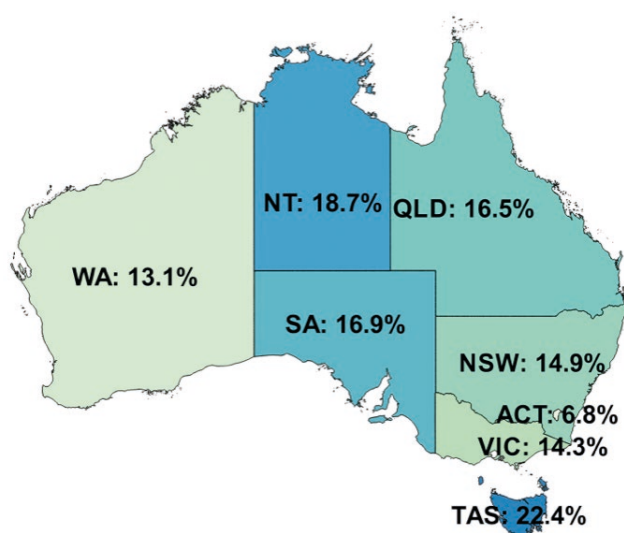 NT: 18.7%
QLD: 16.5%
WA: 13.1%
SA: 16.9%
NSW: 14.9%
ACT: 6.8%
VIC: 14.3%
TAS: 22.4%